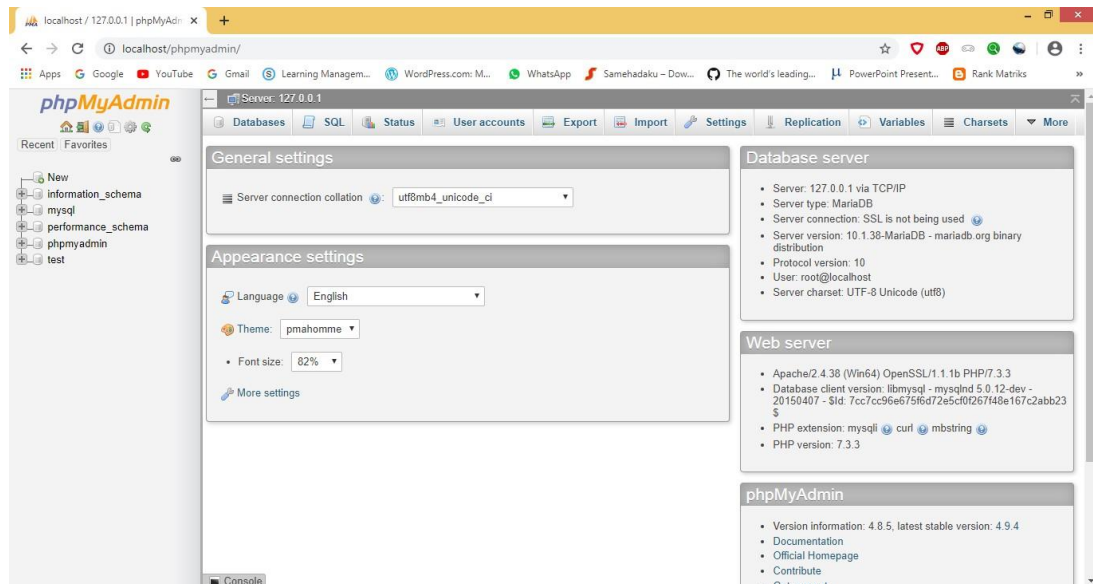 localhost / 127.0.0.1 | phpMyAdm
localhost/phpmyadmin/
Apps Google YouTube Gmail Learning Managem... WordPress.com: M... WhatsApp Samehadaku – Dow... The world's leading... PowerPoint Present... Rank Matriks »
phpMyAdmin
Recent Favorites
New
information_schema
mysql
performance_schema
phpmyadmin
test
Server: 127.0.0.1
Databases SQL Status User accounts Export Import Settings Replication Variables Charsets More
General settings
Server connection collation : utf8mb4_unicode_ci
Appearance settings
Language English
Theme: pmahomme
• Font size: 82%
More settings
Database server
• Server: 127.0.0.1 via TCP/IP
• Server type: MariaDB
• Server connection: SSL is not being used
• Server version: 10.1.38-MariaDB - mariadb.org binary
distribution
• Protocol version: 10
• User: root@localhost
• Server charset: UTF-8 Unicode (utf8)
Web server
• Apache/2.4.38 (Win64) OpenSSL/1.1.1b PHP/7.3.3
• Database client version: libmysql - mysqlnd 5.0.12-dev -
20150407 - $Id: 7cc7cc96e675f6d72e5cf0f267f48e167c2abb23
$
• PHP extension: mysqli curl mbstring
• PHP version: 7.3.3
phpMyAdmin
• Version information: 4.8.5, latest stable version: 4.9.4
• Documentation
• Official Homepage
• Contribute
Console